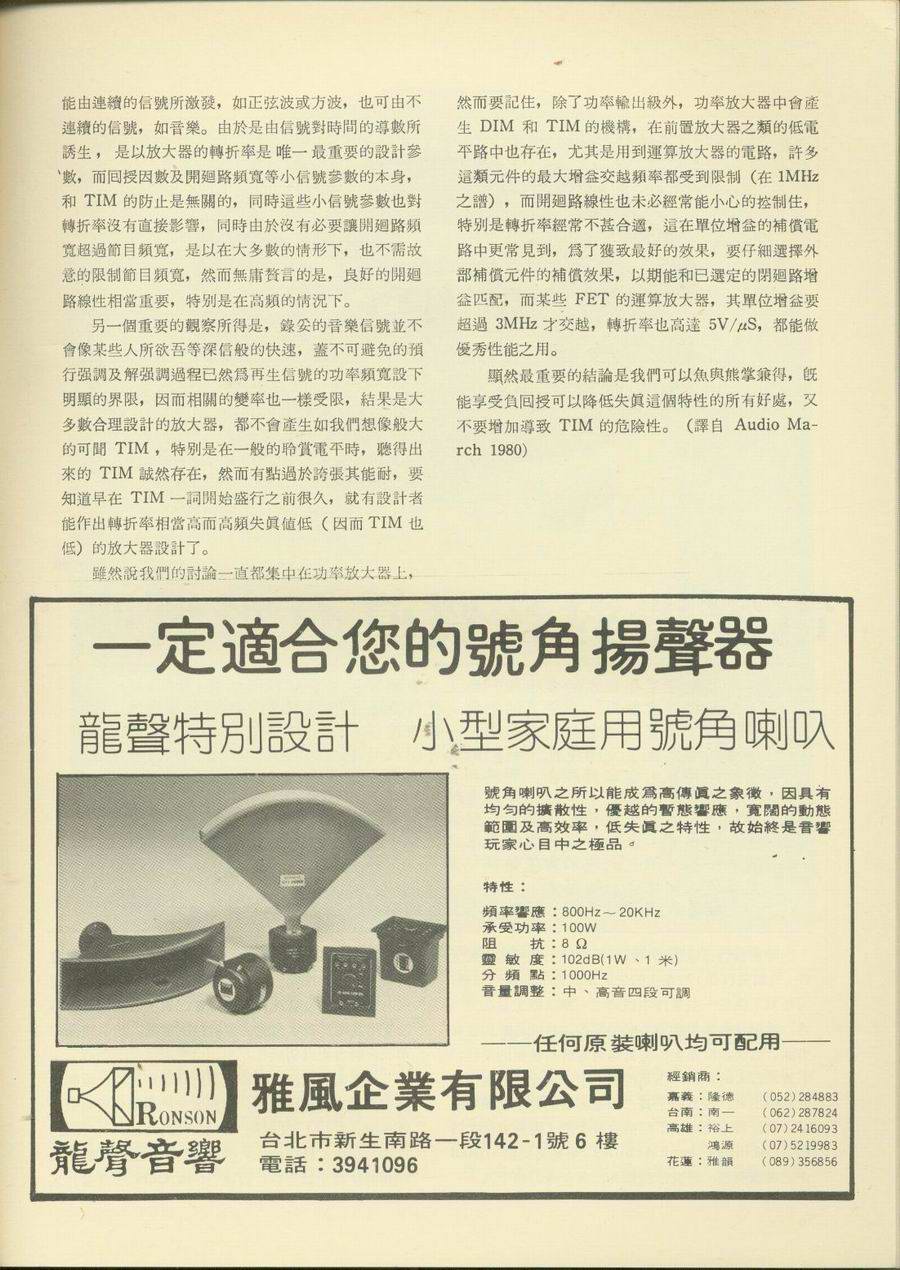 能由連續的信號所激發，如正弦波或方波，也可由不
連續的信號，如音樂。由於是由信號對時間的導數所
誘生，是以放大器的轉折率是唯一最重要的設計參
數，而回授因數及開廻路頻寬等小信號參數的本身，
和 TIM 的防止是無關的，同時這些小信號參數也對
轉折率沒有直接影響，同時由於沒有必要讓開廻路頻
寬超過節目頻寬，是以在大多數的情形下，也不需故
意的限制節目頻寬，然而無庸贅言的是，良好的開廻
路線性相當重要，特別是在高頻的情況下。
另一個重要的觀察所得是，錄妥的音樂信號並不
會像某些人所欲吾等深信般的快速，蓋不可避免的預
行强調及解强調過程已然爲再生信號的功率頻寬設下
明顯的界限，因而相關的變率也一樣受限，結果是大
多數合理設計的放大器，都不會產生如我們想像般大
的可聞 TIM ，特別是在一般的聆賞電平時，聽得出
來的 TIM 誠然存在，然而有點過於誇張其能耐，要
知道早在 TIM 一詞開始盛行之前很久，就有設計者
能作出轉折率相當高而高頻失眞値低（因而 TIM 也
低）的放大器設計了。
雖然說我們的討論一直都集中在功率放大器上，
然而要記住，除了功率輸出級外，功率放大器中會產
生 DIM 和 TIM 的機構，在前置放大器之類的低電
平路中也存在，尤其是用到運算放大器的電路，許多
這類元件的最大增益交越頻率都受到限制（在 1MHz
之譜），而開廻路線性也未必經常能小心的控制住，
特別是轉折率經常不甚合適，這在單位增益的補償電
路中更常見到，爲了獲致最好的效果，要仔細選擇外
部補償元件的補償效果，以期能和已選定的閉廻路增
益匹配，而某些 FET 的運算放大器，其單位增益要
超過 3MHz 才交越，轉折率也高達 5V/μS，都能做
優秀性能之用。
顯然最重要的結論是我們可以魚與熊掌兼得，旣
能享受負回授可以降低失眞這個特性的所有好處，又
不要增加導致 TIM 的危險性。（譯自 Audio Ma-
rch 1980）
一定適合您的號角揚聲器
龍聲特別設計　小型家庭用號角喇叭
號角喇叭之所以能成爲高傳眞之象徵，因具有
均勻的擴散性，優越的暫態響應，寬濶的動態
範圍及高效率，低失眞之特性，故始終是音響
玩家心目中之極品。
特性：
頻率響應：800Hz～20KHz
承受功率：100W
阻　抗：8 Ω
靈 敏 度：102dB(1W、1 米)
分 頻 點：1000Hz
音量調整：中、高音四段可調
——任何原裝喇叭均可配用——
RONSON
龍聲音響
雅風企業有限公司
台北市新生南路一段142-1號6樓
電話：3941096
經銷商：
嘉義：隆德　（052）284883
台南：南一　（062）287824
高雄：裕上　（07）2416093
鴻源　（07）5219983
花蓮：雅韻　（089）356856